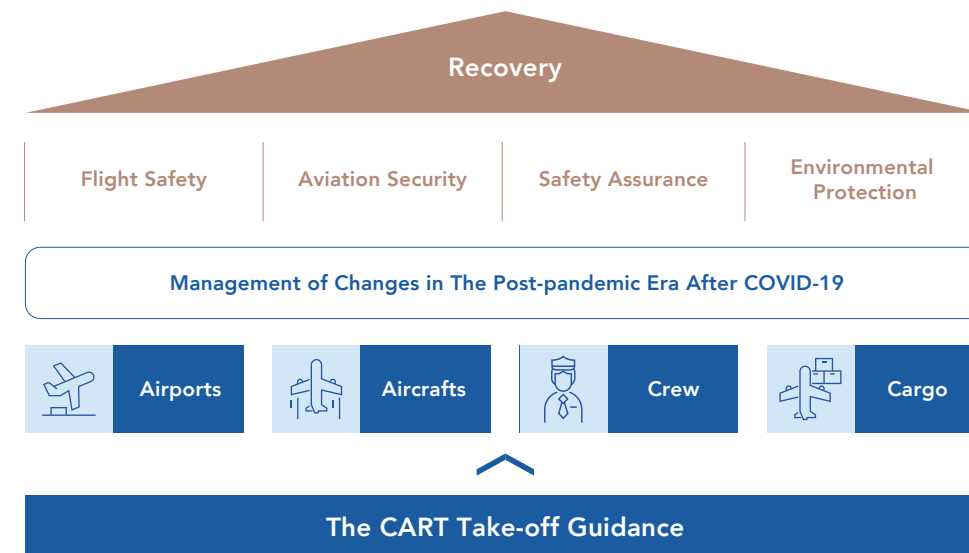 Recovery
Flight Safety
Aviation Security
Safety Assurance
Environmental
Protection
Management of Changes in The Post-pandemic Era After COVID-19
Airports
Aircrafts
Crew
Cargo
The CART Take-off Guidance